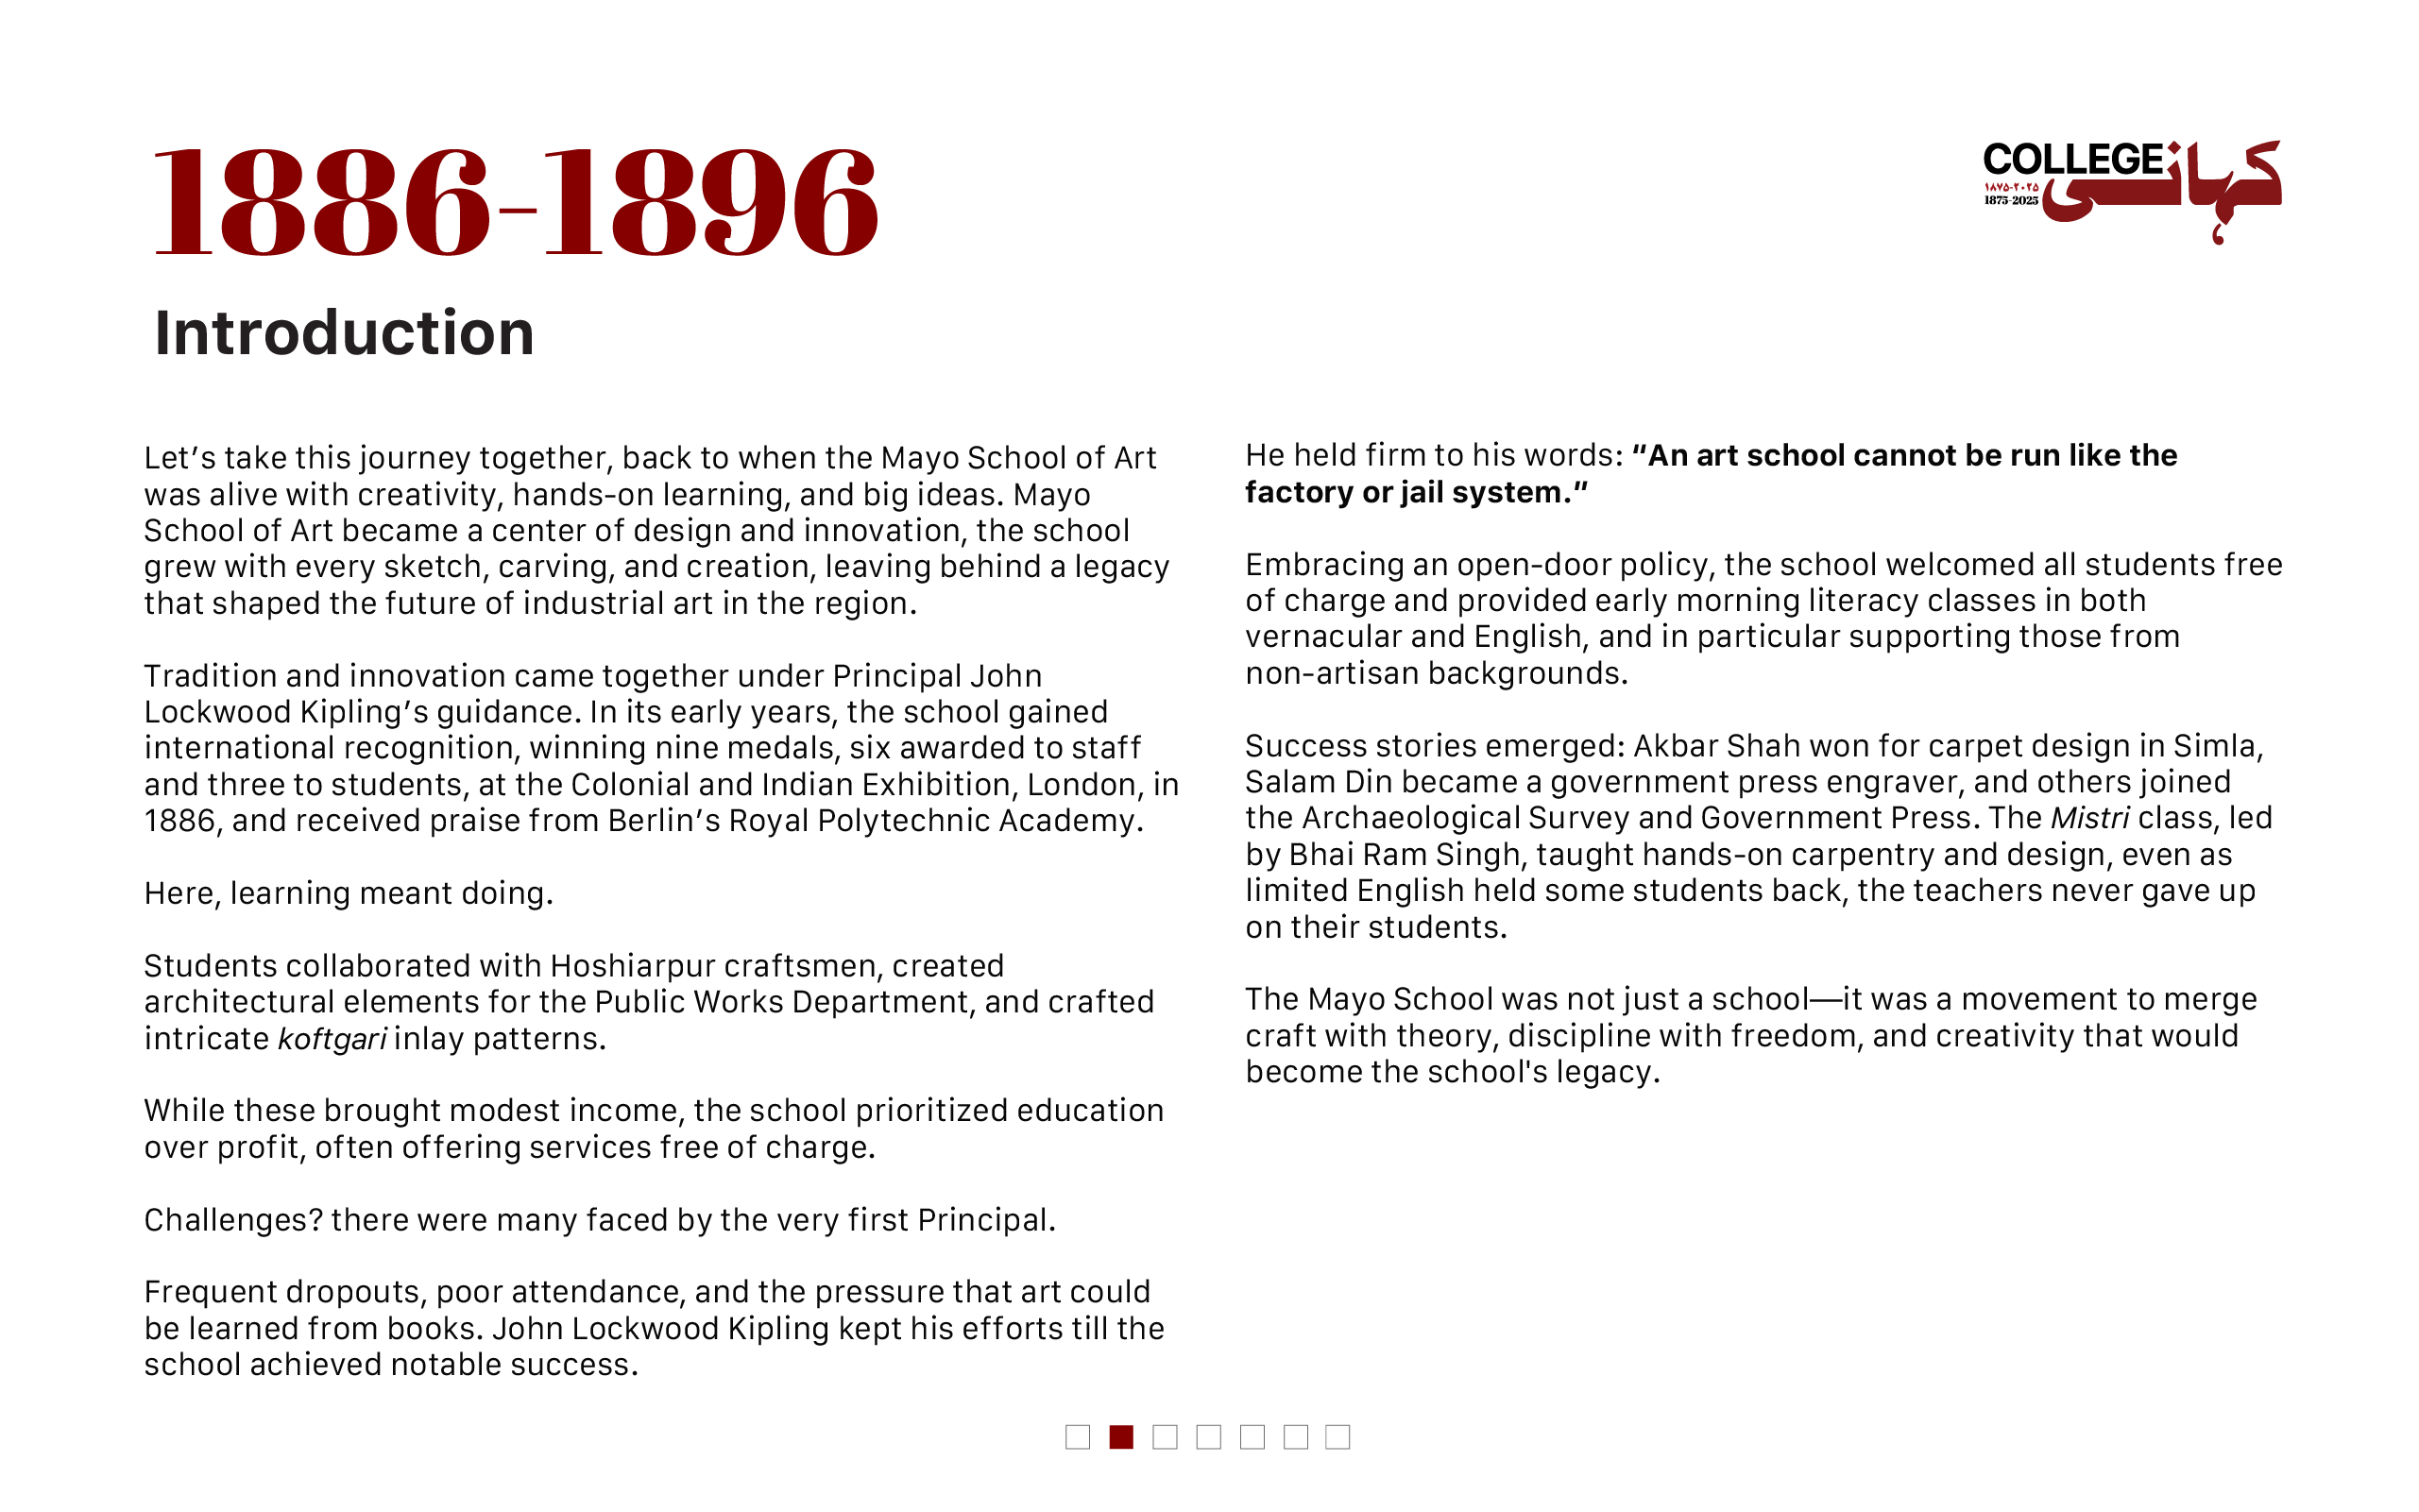 1886-1896
COLLEGE کہانی
۱۸۷۵-۲۰۲۵
1875-2025
Introduction
Let’s take this journey together, back to when the Mayo School of Art
was alive with creativity, hands-on learning, and big ideas. Mayo
School of Art became a center of design and innovation, the school
grew with every sketch, carving, and creation, leaving behind a legacy
that shaped the future of industrial art in the region.
Tradition and innovation came together under Principal John
Lockwood Kipling’s guidance. In its early years, the school gained
international recognition, winning nine medals, six awarded to staff
and three to students, at the Colonial and Indian Exhibition, London, in
1886, and received praise from Berlin’s Royal Polytechnic Academy.
Here, learning meant doing.
Students collaborated with Hoshiarpur craftsmen, created
architectural elements for the Public Works Department, and crafted
intricate koftgari inlay patterns.
While these brought modest income, the school prioritized education
over profit, often offering services free of charge.
Challenges? there were many faced by the very first Principal.
Frequent dropouts, poor attendance, and the pressure that art could
be learned from books. John Lockwood Kipling kept his efforts till the
school achieved notable success.
He held firm to his words: “An art school cannot be run like the
factory or jail system.”
Embracing an open-door policy, the school welcomed all students free
of charge and provided early morning literacy classes in both
vernacular and English, and in particular supporting those from
non-artisan backgrounds.
Success stories emerged: Akbar Shah won for carpet design in Simla,
Salam Din became a government press engraver, and others joined
the Archaeological Survey and Government Press. The Mistri class, led
by Bhai Ram Singh, taught hands-on carpentry and design, even as
limited English held some students back, the teachers never gave up
on their students.
The Mayo School was not just a school—it was a movement to merge
craft with theory, discipline with freedom, and creativity that would
become the school's legacy.